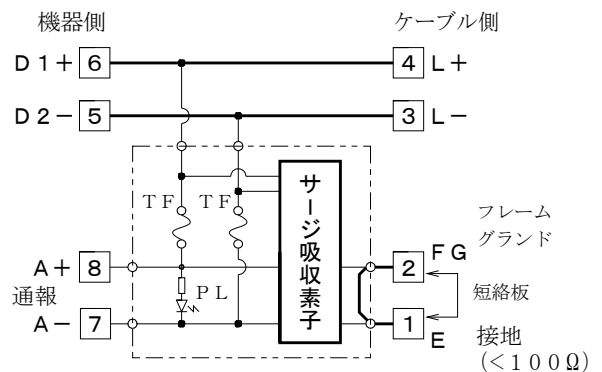 機器側
ケーブル側
D1+ 6
4 L+
D2- 5
3 L-
TF
TF
サージ吸収素子
フレーム
グランド
A+ 8
2 FG
通報
PL
短絡板
A- 7
1 E
接地
(<100Ω)